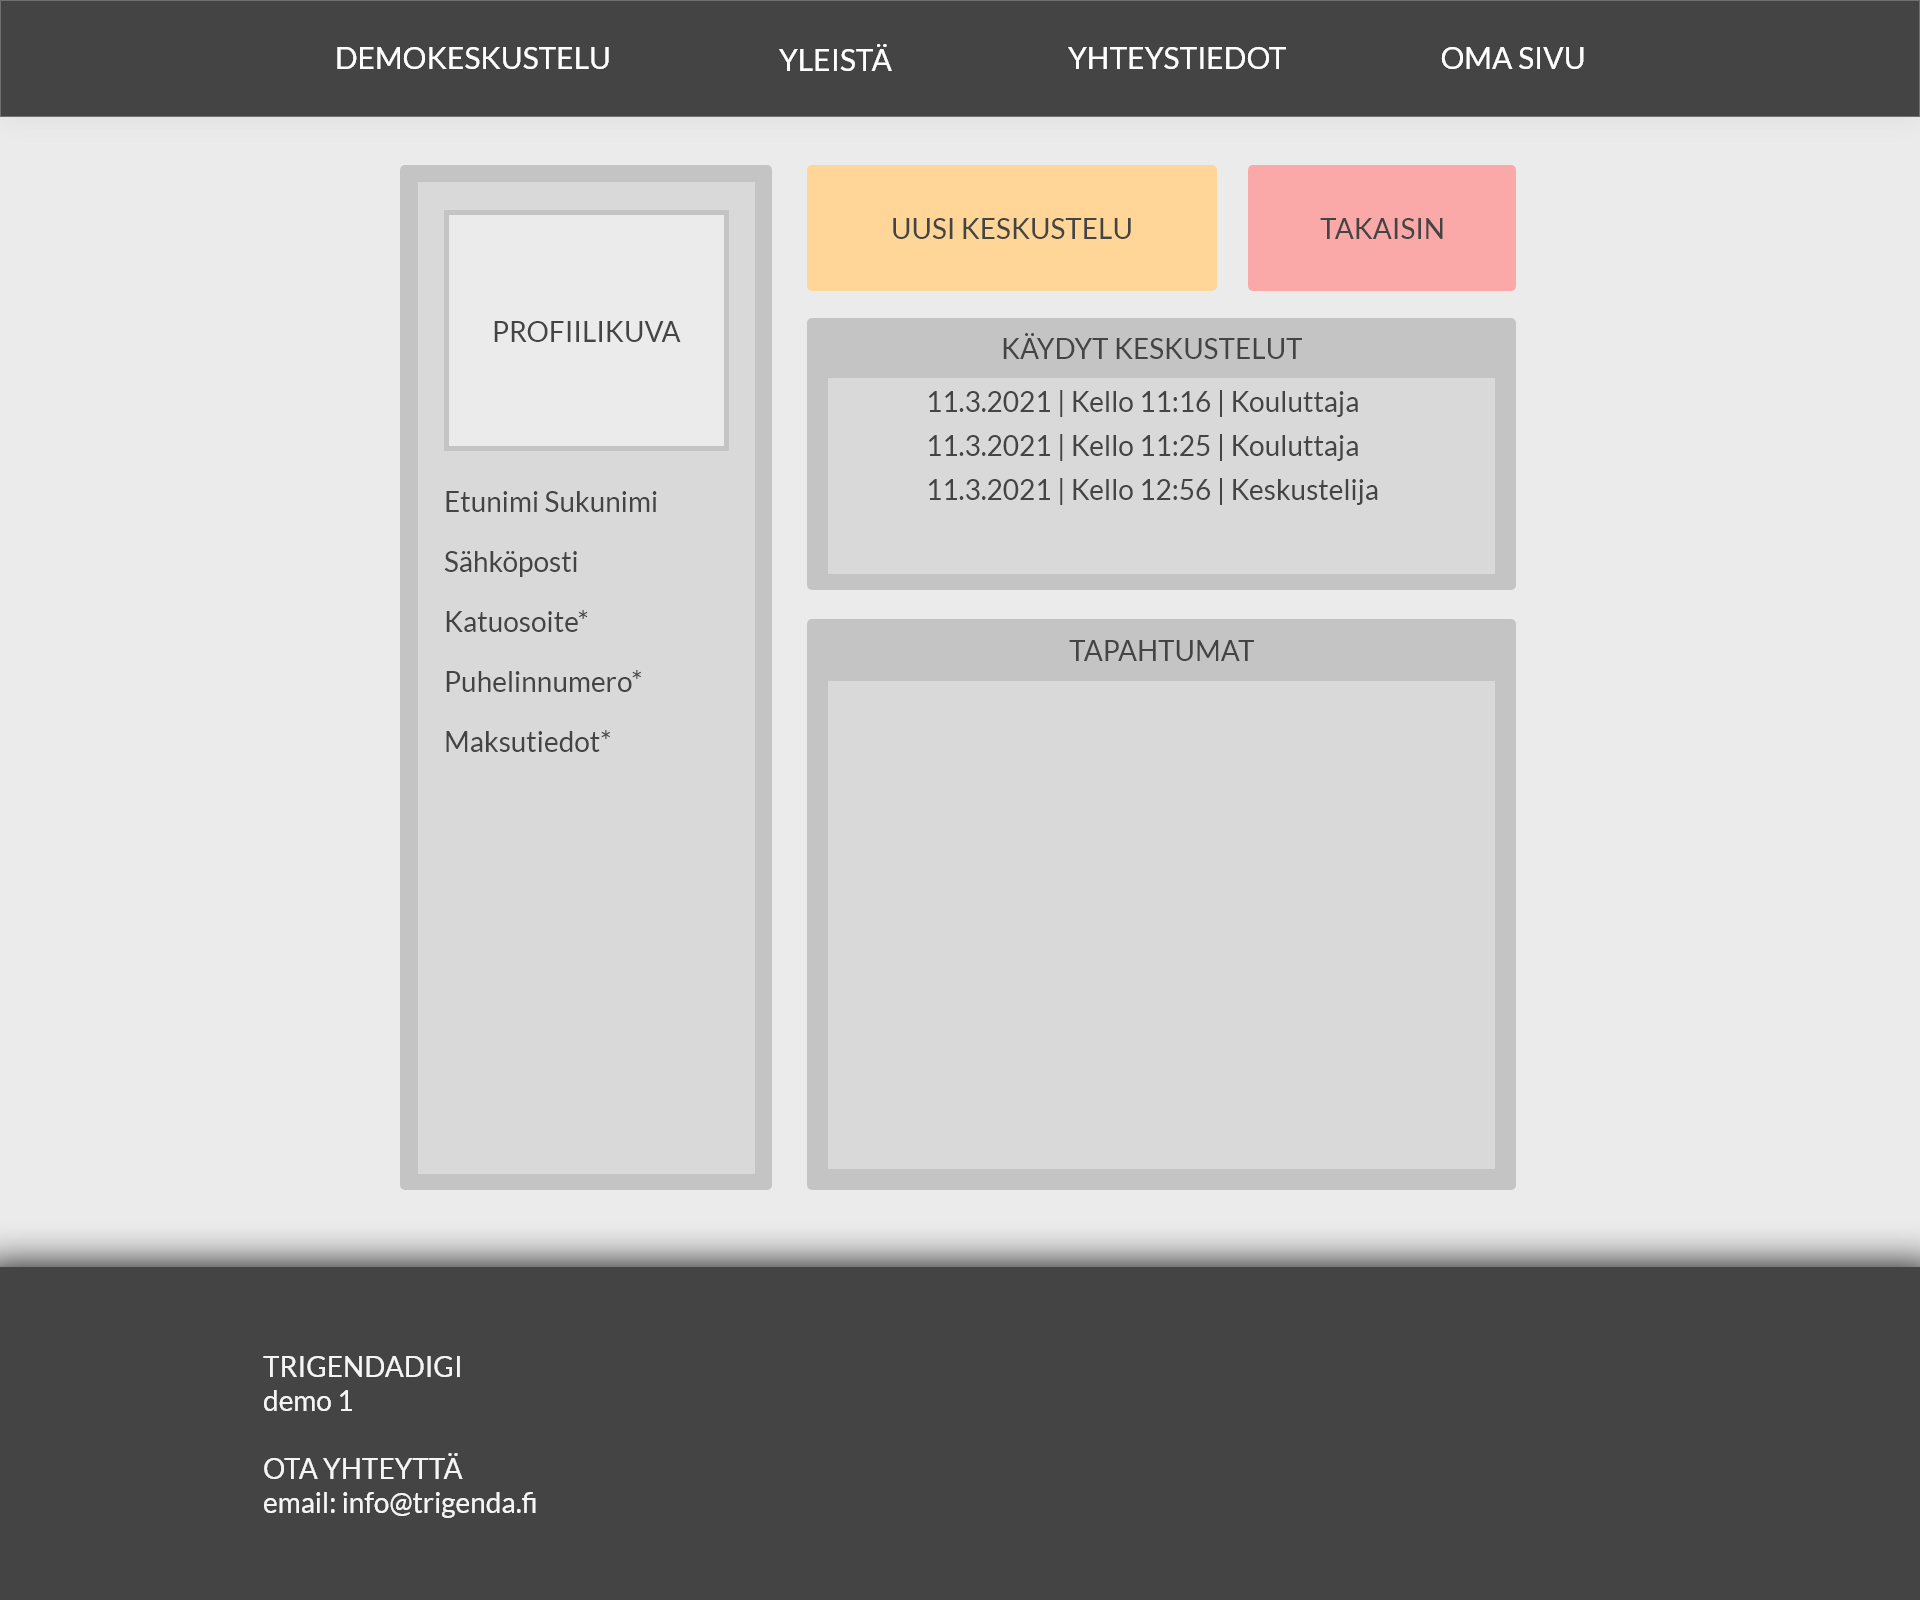 DEMOKESKUSTELU
YLEISTÄ
YHTEYSTIEDOT
OMA SIVU
PROFIILIKUVA
Etunimi Sukunimi
Sähköposti
Katuosoite*
Puhelinnumero*
Maksutiedot*
UUSI KESKUSTELU
TAKAISIN
KÄYDYT KESKUSTELUT
11.3.2021 | Kello 11:16 | Kouluttaja
11.3.2021 | Kello 11:25 | Kouluttaja
11.3.2021 | Kello 12:56 | Keskustelija
TAPAHTUMAT
TRIGENDADIGI
demo 1
OTA YHTEYTTÄ
email: info@trigenda.fi